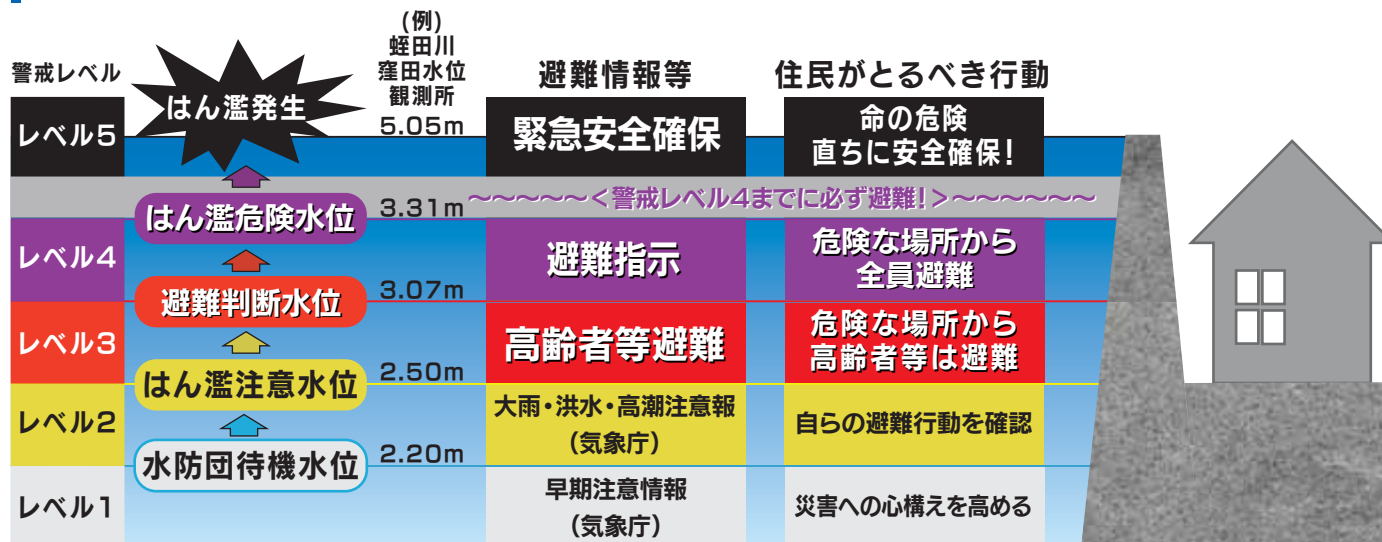 警戒レベル
(例)
蛭田川
窪田水位
観測所
避難情報等
住民がとるべき行動
レベル5
はん濫発生
5.05m
緊急安全確保
命の危険
直ちに安全確保!
～～～～～<警戒レベル4までに必ず避難!>～～～～～～
はん濫危険水位
3.31m
レベル4
避難指示
危険な場所から
全員避難
避難判断水位
3.07m
レベル3
高齢者等避難
危険な場所から
高齢者等は避難
はん濫注意水位
2.50m
レベル2
大雨・洪水・高潮注意報
(気象庁)
自らの避難行動を確認
水防団待機水位
2.20m
レベル1
早期注意情報
(気象庁)
災害への心構えを高める